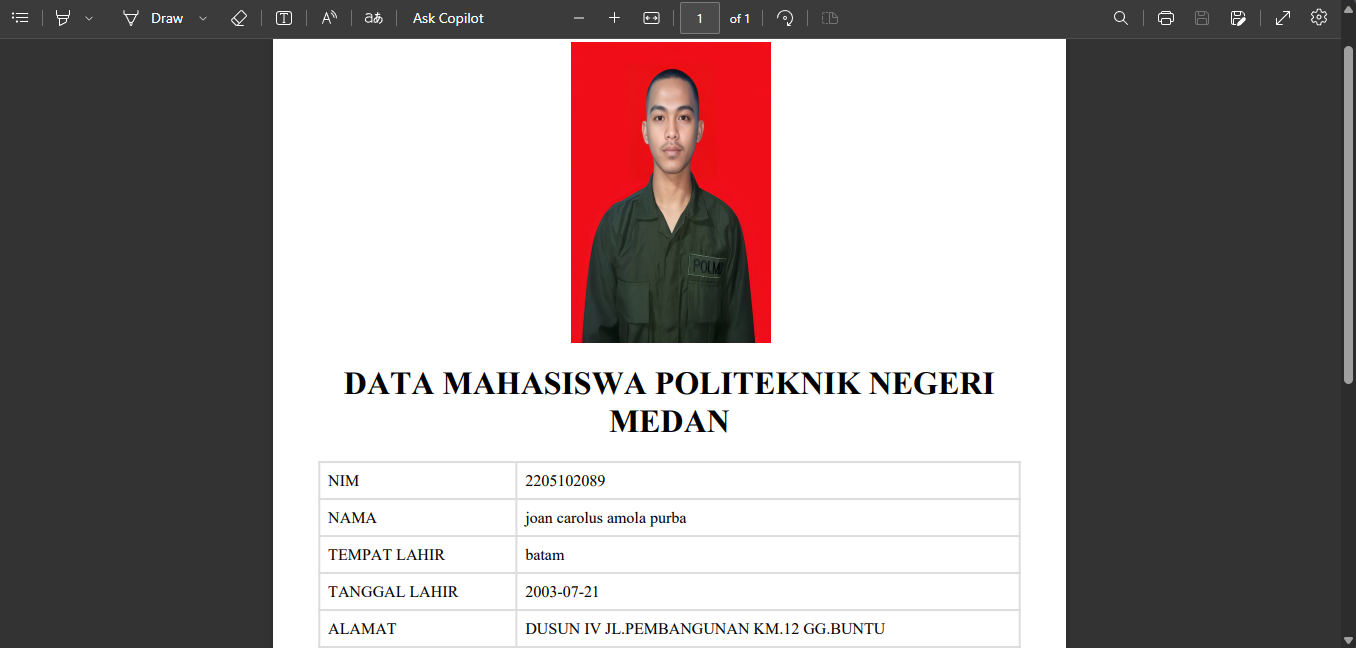 Draw
Ask Copilot
1 of 1
POLM
DATA MAHASISWA POLITEKNIK NEGERI
MEDAN
NIM 2205102089
NAMA joan carolus amola purba
TEMPAT LAHIR batam
TANGGAL LAHIR 2003-07-21
ALAMAT DUSUN IV JL.PEMBANGUNAN KM.12 GG.BUNTU